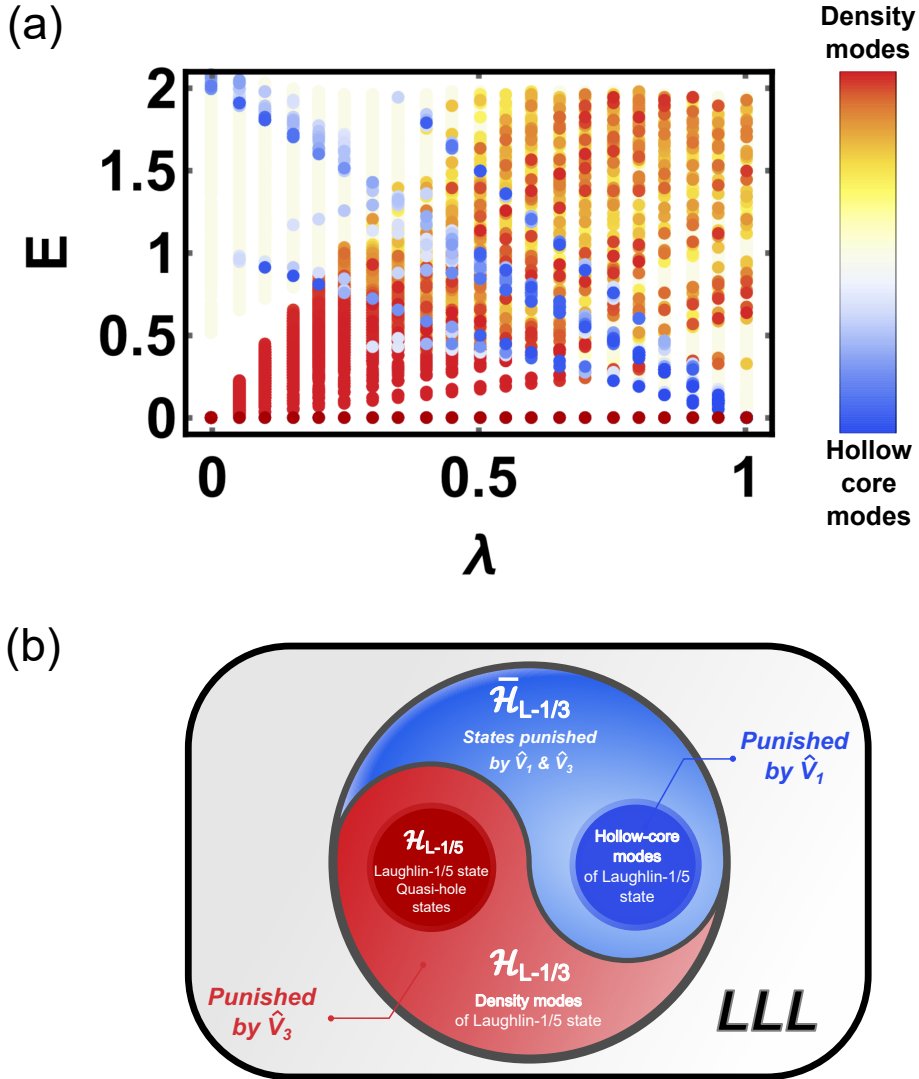 (a)
Density
modes
2
1.5
1
0.5
0
E
0
0.5
1
λ
Hollow
core
modes
(b)
H̄L-1/3
States punished
by V̂1 & V̂3
Punished
by V̂1
HL-1/5
Laughlin-1/5 state
Quasi-hole
states
Hollow-core
modes
of Laughlin-1/5
state
HL-1/3
Density modes
of Laughlin-1/5 state
Punished
by V̂3
LLL